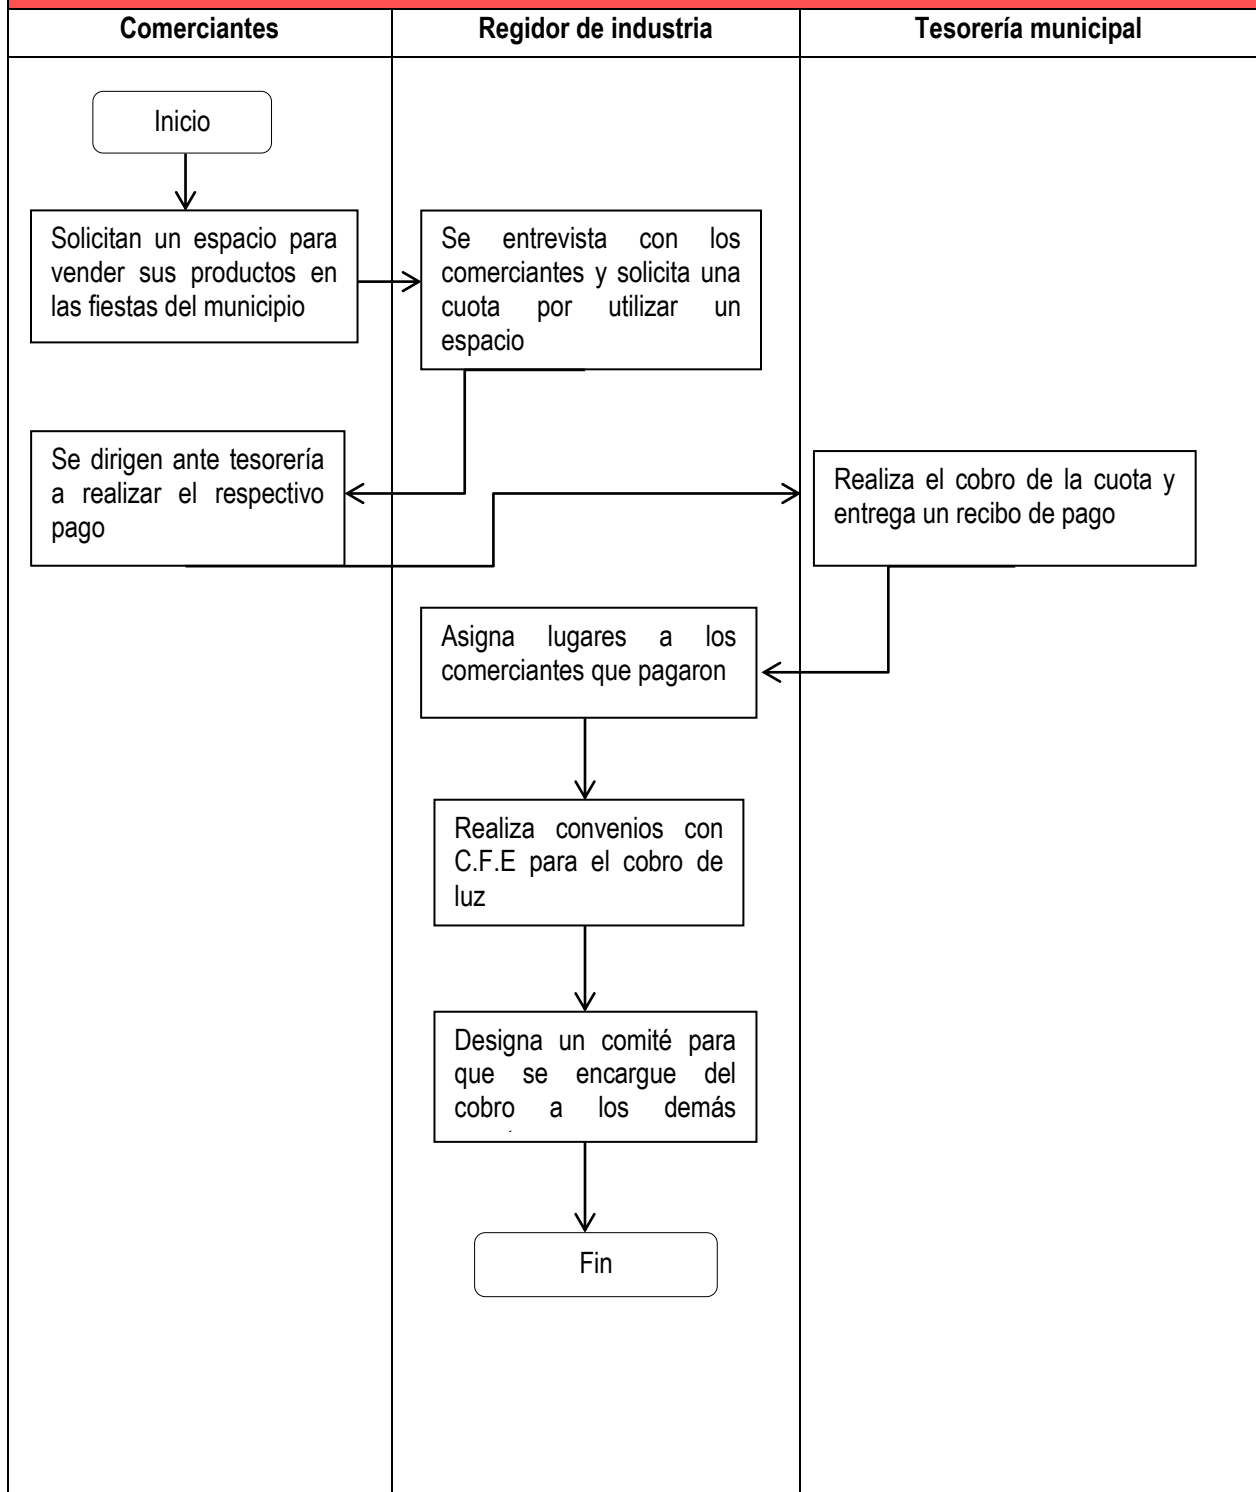 Comerciantes
Regidor de industria
Tesorería municipal
Inicio
Solicitan un espacio para
vender sus productos en
las fiestas del municipio
Se entrevista con los
comerciantes y solicita una
cuota por utilizar un
espacio
Se dirigen ante tesorería
a realizar el respectivo
pago
Realiza el cobro de la cuota y
entrega un recibo de pago
Asigna lugares a los
comerciantes que pagaron
Realiza convenios con
C.F.E para el cobro de
luz
Designa un comité para
que se encargue del
cobro a los demás
Fin